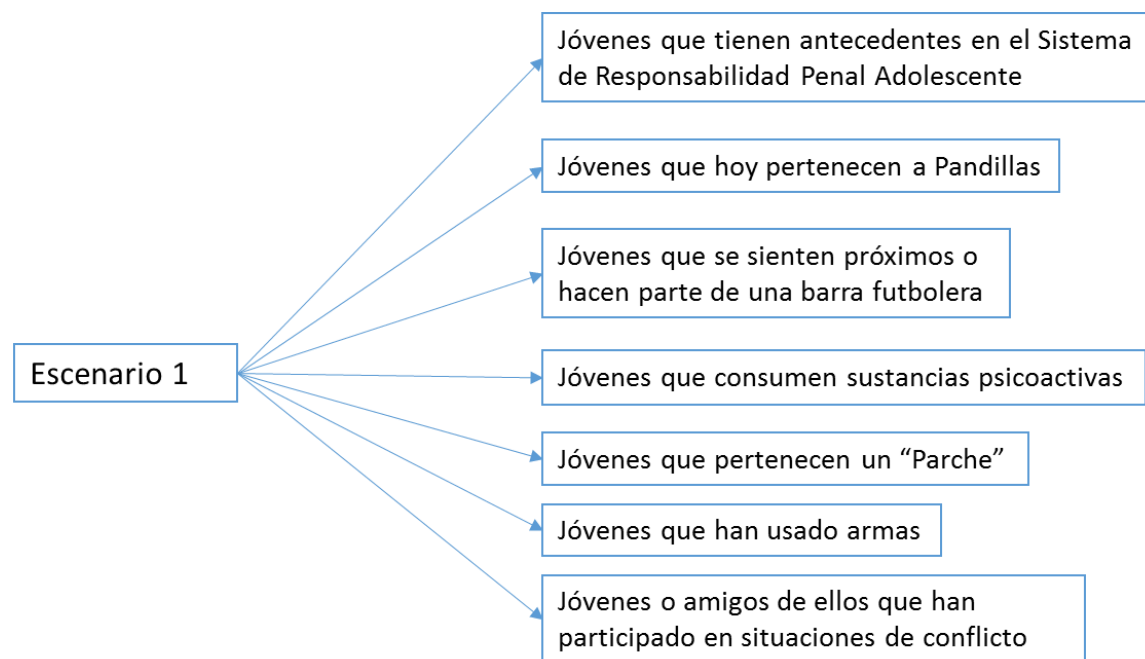 Jóvenes que tienen antecedentes en el Sistema
de Responsabilidad Penal Adolescente
Jóvenes que hoy pertenecen a Pandillas
Jóvenes que se sienten próximos o
hacen parte de una barra futbolera
Escenario 1
Jóvenes que consumen sustancias psicoactivas
Jóvenes que pertenecen un “Parche”
Jóvenes que han usado armas
Jóvenes o amigos de ellos que han
participado en situaciones de conflicto